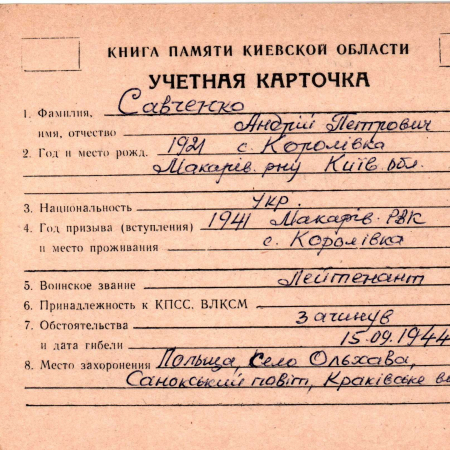 КНИГА ПАМЯТИ КИЕВСКОЙ ОБЛАСТИ
УЧЕТНАЯ КАРТОЧКА
1. Фамилия, Савченко
имя, отчество Андрій Петрович
2. Год и место рожд. 1921 с. Королівка
Макарів. р-ну Київ. обл.
3. Национальность укр.
4. Год призыва (вступления) 1941 Макарів. РВК
и место проживания с. Королівка
5. Воинское звание Лейтенант
6. Принадлежность к КПСС. ВЛКСМ
7. Обстоятельства загинув
и дата гибели 15.09.1944
8. Место захоронения Польща, село Ольхава,
Санокський повіт, Краківське